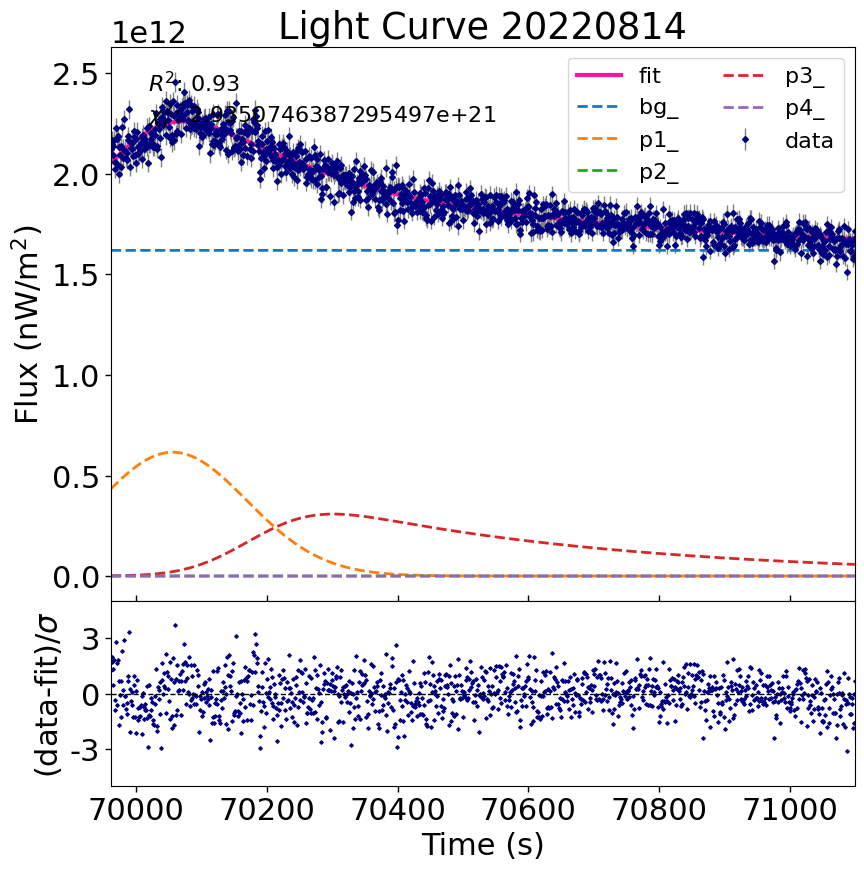 Light Curve 20220814
1e12
R²: 0.93
fit
bg_
p1_
p2_
p3_
p4_
data
2.5
2.0
1.5
1.0
0.5
0.0
Flux (nW/m²)
3
0
-3
(data-fit)/σ
70000 70200 70400 70600 70800 71000
Time (s)